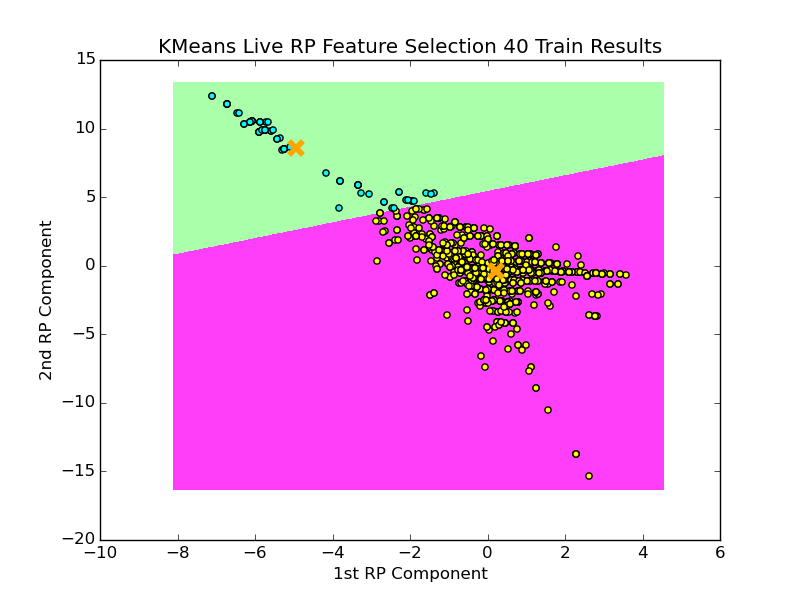 KMeans Live RP Feature Selection 40 Train Results
15
10
5
0
−5
−10
−15
−20
2nd RP Component
−10 −8 −6 −4 −2 0 2 4 6
1st RP Component